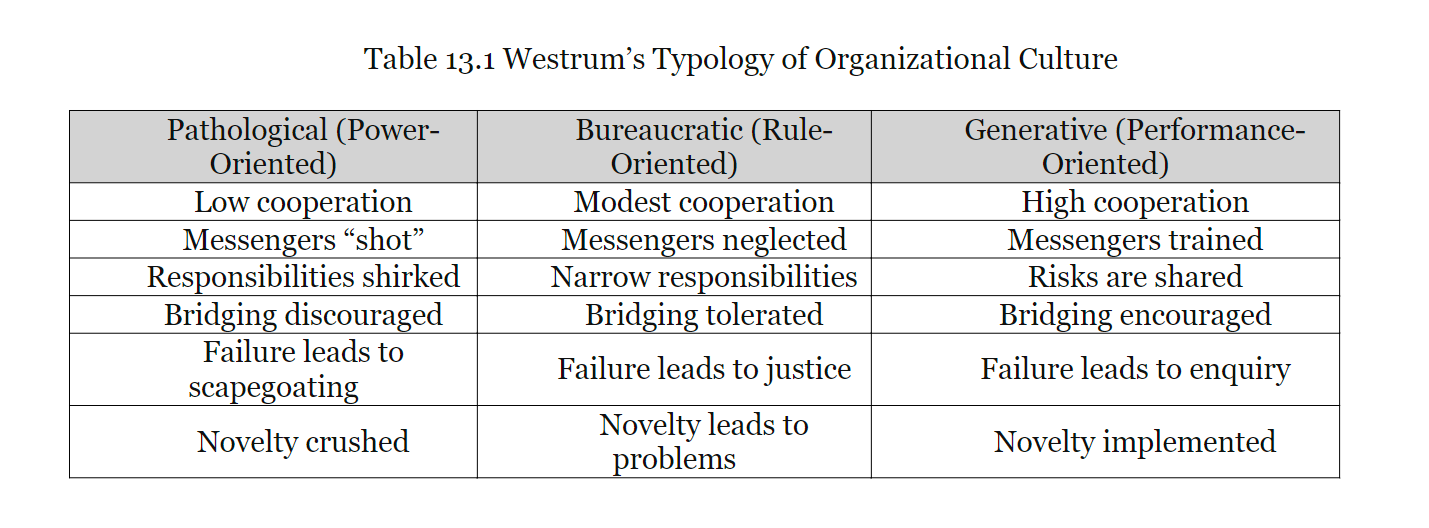 Table 13.1 Westrum’s Typology of Organizational Culture
Pathological (Power-
Oriented)
Bureaucratic (Rule-
Oriented)
Generative (Performance-
Oriented)
Low cooperation
Modest cooperation
High cooperation
Messengers “shot”
Messengers neglected
Messengers trained
Responsibilities shirked
Narrow responsibilities
Risks are shared
Bridging discouraged
Bridging tolerated
Bridging encouraged
Failure leads to
scapegoating
Failure leads to justice
Failure leads to enquiry
Novelty crushed
Novelty leads to
problems
Novelty implemented